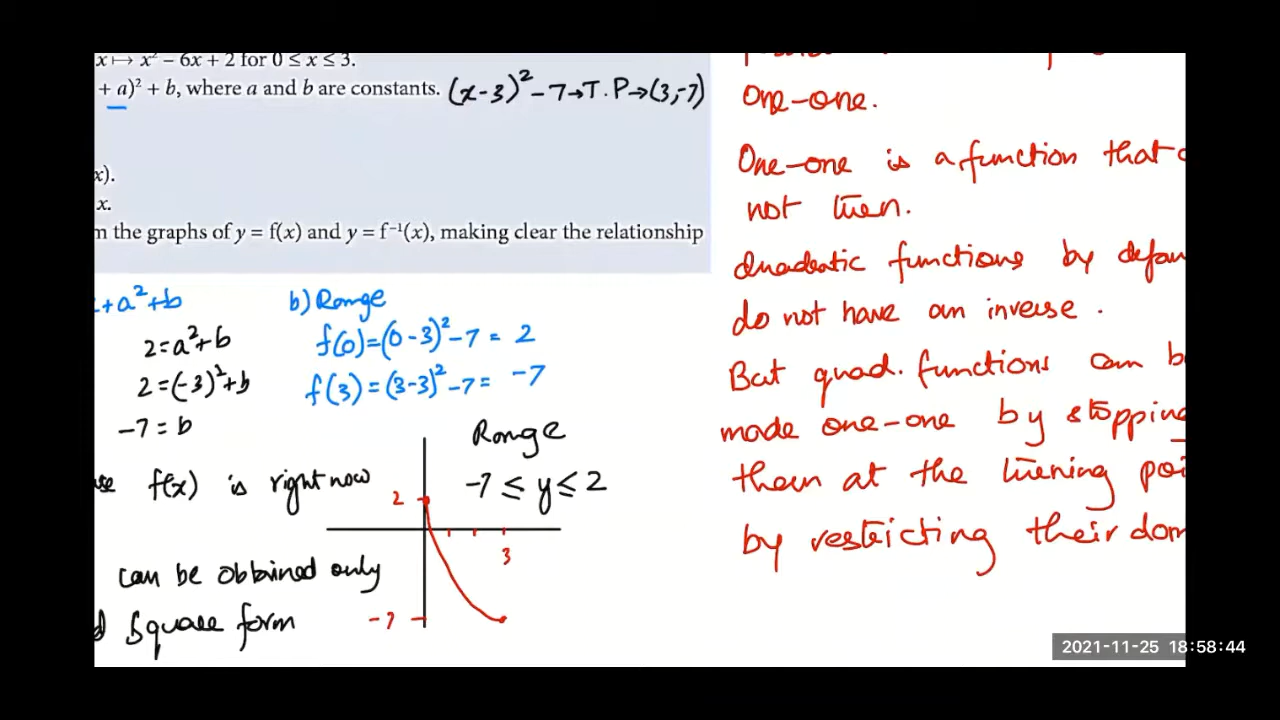 x ↦ x² − 6x + 2 for 0 ≤ x ≤ 3.
+ a)² + b, where a and b are constants. (x-3)² -7→T.P→(3,-7)
x).
x.
the graphs of y = f(x) and y = f⁻¹(x), making clear the relationship
+a²+b
2=a²+b
2=(-3)²+b
-7=b
b) Range
f(0)=(0-3)²-7= 2
f(3)=(3-3)²-7= -7
Range
-7 ≤ y ≤ 2
f(x) is right now
can be obtained only
Square form
2
3
-7
one-one.
One-one is a function that
not turn.
Quadratic functions by
do not have an inverse.
But quad. functions can
made one-one by stopping
them at the turning
by restricting their
2021-11-25 18:58:44